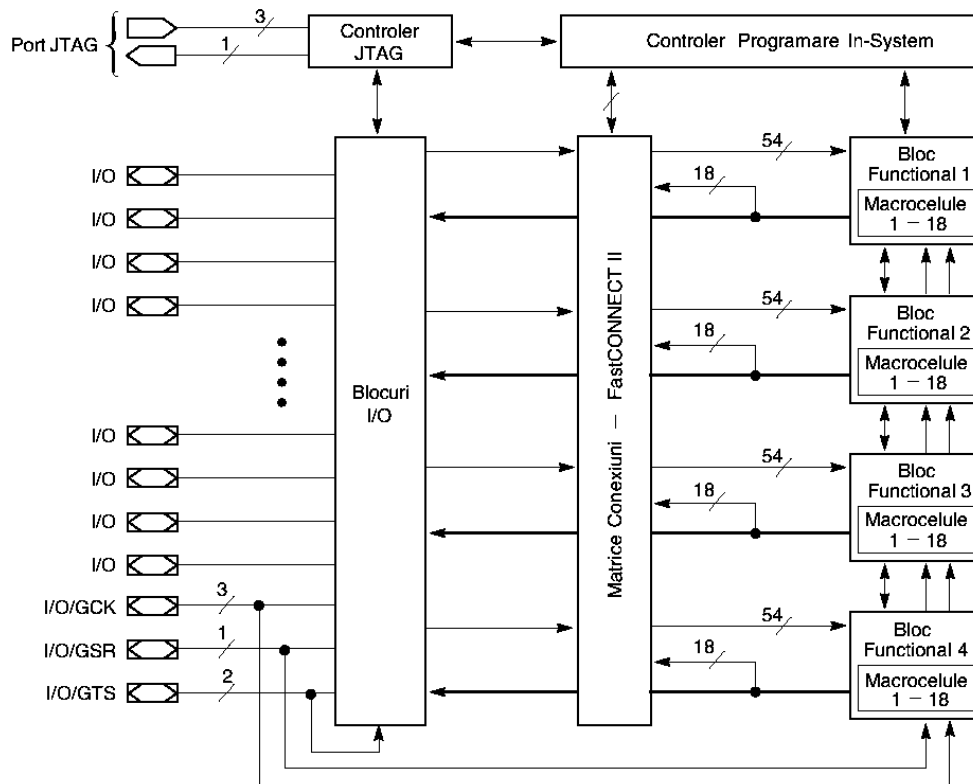 Port JTAG
3
1
Controler
JTAG
Controler Programare In-System
I/O
I/O
I/O
I/O
I/O
I/O
I/O
I/O
I/O/GCK
3
I/O/GSR
1
I/O/GTS
2
Blocuri
I/O
Matrice Conexiuni – FastCONNECT II
54
18
Bloc
Functional 1
Macrocelule
1 – 18
54
18
Bloc
Functional 2
Macrocelule
1 – 18
54
18
Bloc
Functional 3
Macrocelule
1 – 18
54
18
Bloc
Functional 4
Macrocelule
1 – 18